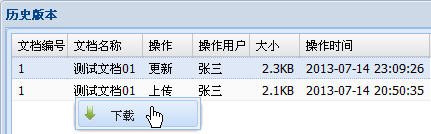 历史版本
文档编号 文档名称 操作 操作用户 大小 操作时间
1 测试文档01 更新 张三 2.3KB 2013-07-14 23:09:26
1 测试文档01 上传 张三 2.1KB 2013-07-14 20:50:35
下载